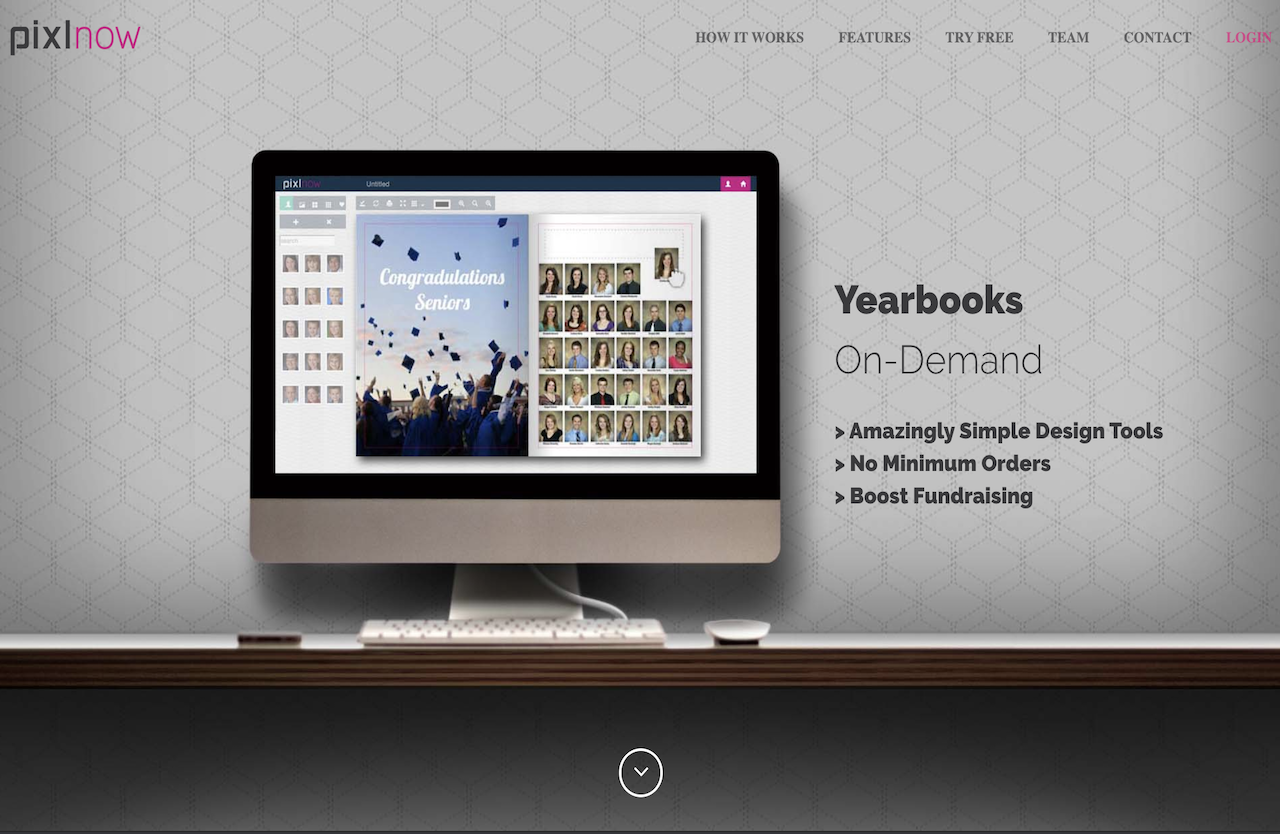 pixlnow
HOW IT WORKS
FEATURES
TRY FREE
TEAM
CONTACT
LOGIN
pixlnow
Untitled
search
Congradulations
Seniors
Yearbooks
On-Demand
> Amazingly Simple Design Tools
> No Minimum Orders
> Boost Fundraising